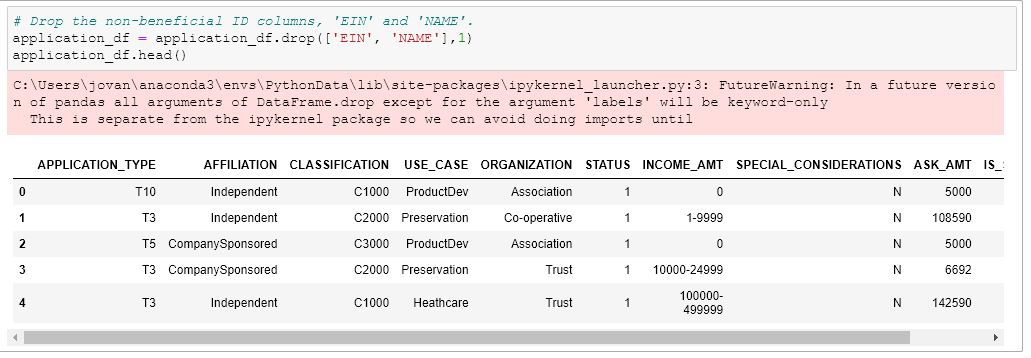 # Drop the non-beneficial ID columns, 'EIN' and 'NAME'.
application_df = application_df.drop(['EIN', 'NAME'],1)
application_df.head()
C:\Users\jovan\anaconda3\envs\PythonData\lib\site-packages\ipykernel_launcher.py:3: FutureWarning: In a future versio
n of pandas all arguments of DataFrame.drop except for the argument 'labels' will be keyword-only
  This is separate from the ipykernel package so we can avoid doing imports until
APPLICATION_TYPE AFFILIATION CLASSIFICATION USE_CASE ORGANIZATION STATUS INCOME_AMT SPECIAL_CONSIDERATIONS ASK_AMT IS_
0 T10 Independent C1000 ProductDev Association 1 0 N 5000
1 T3 Independent C2000 Preservation Co-operative 1 1-9999 N 108590
2 T5 CompanySponsored C3000 ProductDev Association 1 0 N 5000
3 T3 CompanySponsored C2000 Preservation Trust 1 10000-24999 N 6692
4 T3 Independent C1000 Heathcare Trust 1 100000-
499999 N 142590